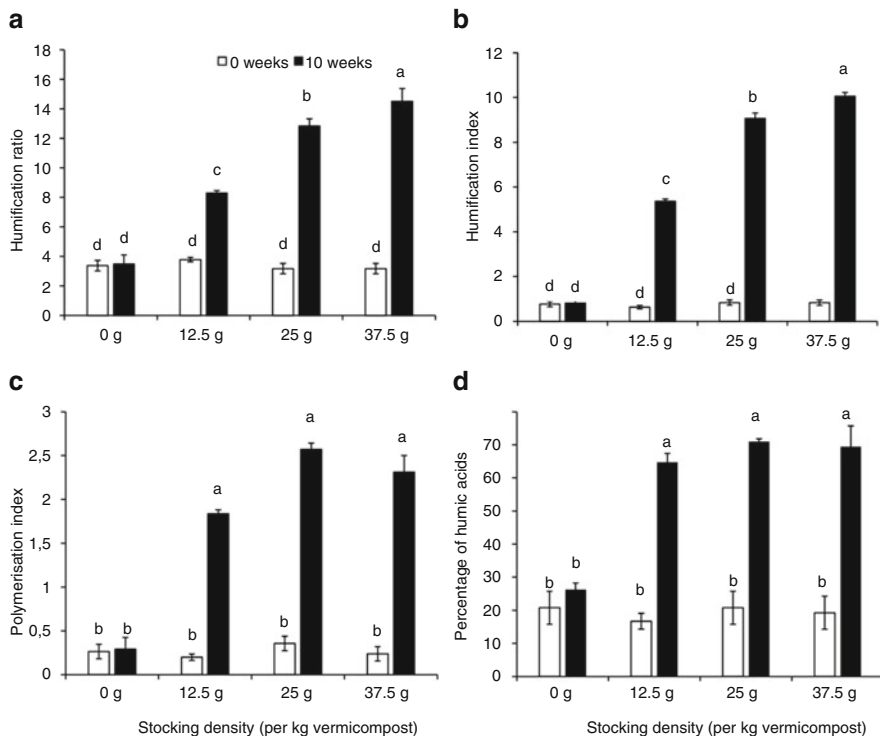 a
18
16
14
12
10
8
6
4
2
0
Humification ratio
0 weeks 10 weeks
d d d c d b d a
0 g 12.5 g 25 g 37.5 g
b
12
10
8
6
4
2
0
Humification index
d d d c d b d a
0 g 12.5 g 25 g 37.5 g
c
3
2,5
2
1,5
1
0,5
0
Polymerisation index
b b b a b a b a
0 g 12.5 g 25 g 37.5 g
Stocking density (per kg vermicompost)
d
70
60
50
40
30
20
10
0
Percentage of humic acids
b b b a b a b a
0 g 12.5 g 25 g 37.5 g
Stocking density (per kg vermicompost)